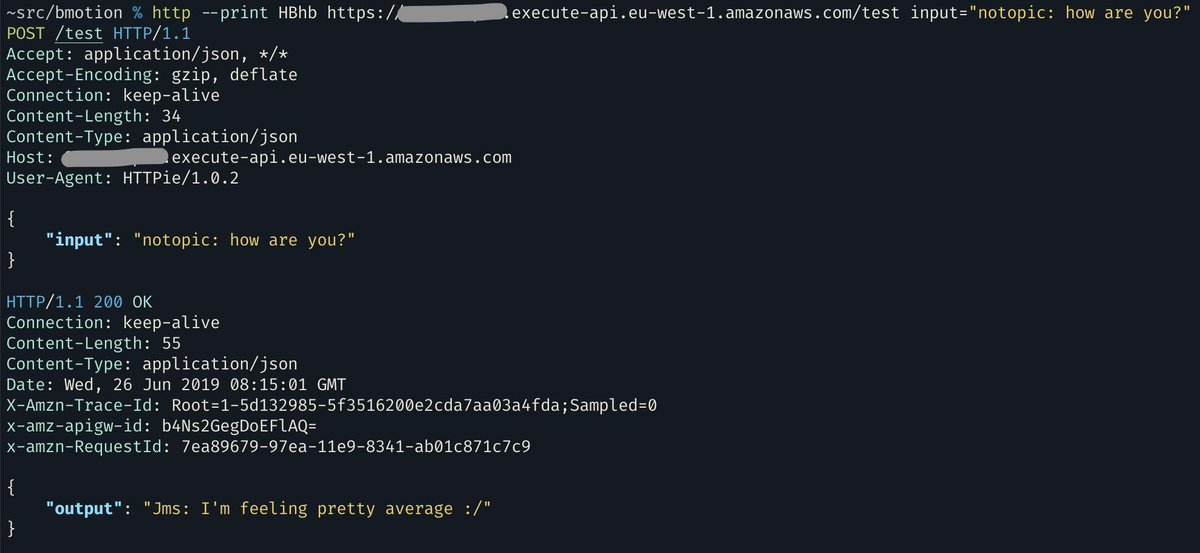 ~src/bmotion % http --print HBhb https://.execute-api.eu-west-1.amazonaws.com/test input="notopic: how are you?"
POST /test HTTP/1.1
Accept: application/json, */*
Accept-Encoding: gzip, deflate
Connection: keep-alive
Content-Length: 34
Content-Type: application/json
Host: .execute-api.eu-west-1.amazonaws.com
User-Agent: HTTPie/1.0.2
{
"input": "notopic: how are you?"
}
HTTP/1.1 200 OK
Connection: keep-alive
Content-Length: 55
Content-Type: application/json
Date: Wed, 26 Jun 2019 08:15:01 GMT
X-Amzn-Trace-Id: Root=1-5d132985-5f3516200e2cda7aa03a4fda;Sampled=0
x-amz-apigw-id: b4Ns2GegDoEFlAQ=
x-amzn-RequestId: 7ea89679-97ea-11e9-8341-ab01c871c7c9
{
"output": "Jms: I'm feeling pretty average :/"
}